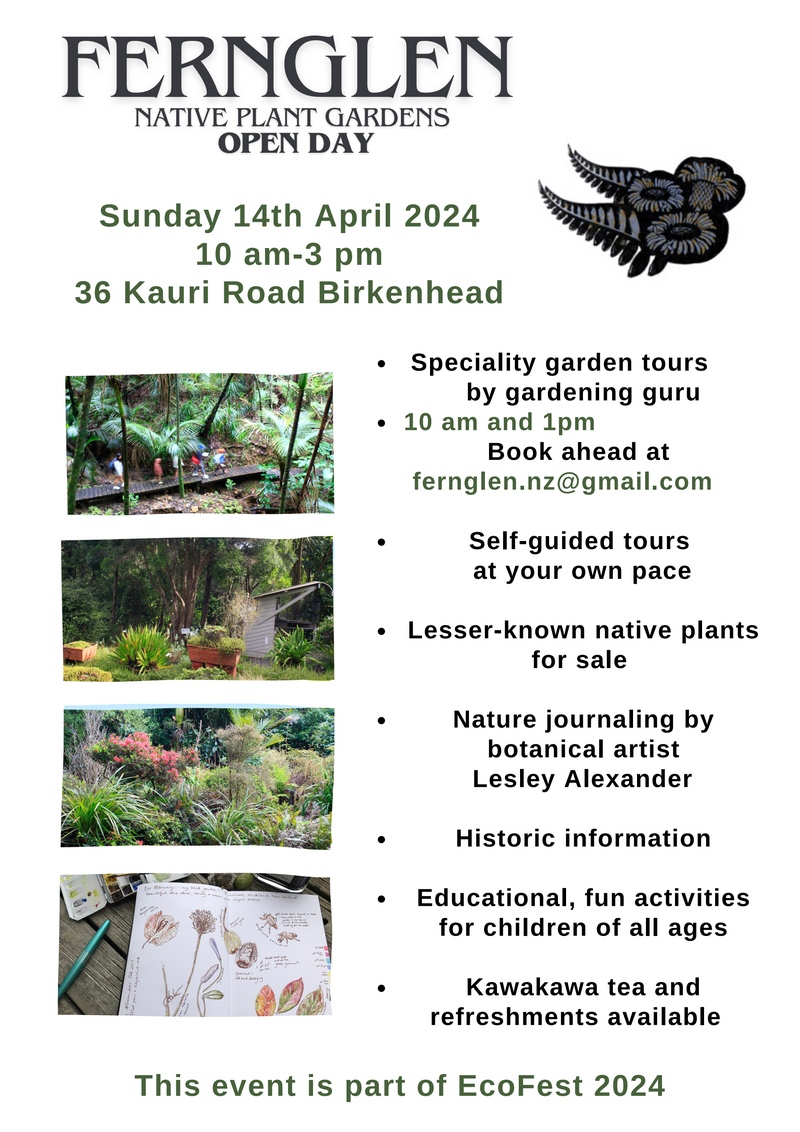 FERNGLEN
NATIVE PLANT GARDENS
OPEN DAY
Sunday 14th April 2024
10 am-3 pm
36 Kauri Road Birkenhead
• Speciality garden tours
by gardening guru
• 10 am and 1pm
Book ahead at
fernglen.nz@gmail.com
• Self-guided tours
at your own pace
• Lesser-known native plants
for sale
• Nature journaling by
botanical artist
Lesley Alexander
• Historic information
• Educational, fun activities
for children of all ages
• Kawakawa tea and
refreshments available
This event is part of EcoFest 2024